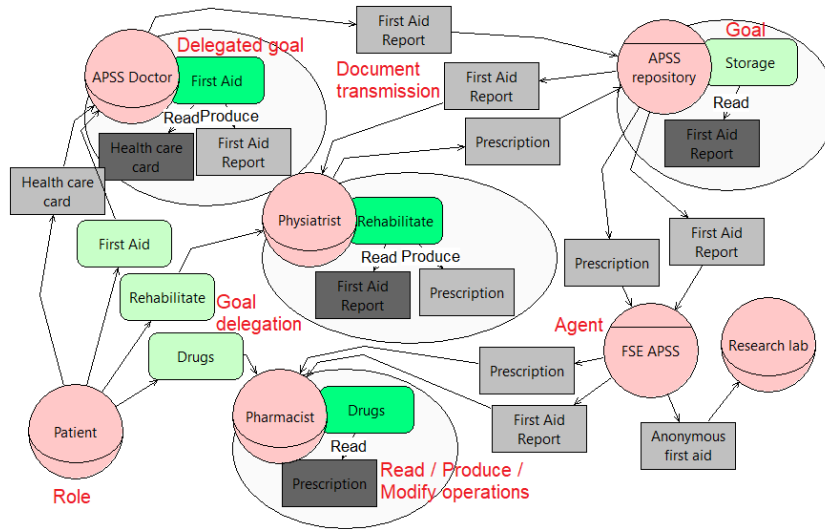 First Aid
Report
Goal
Delegated goal
APSS Doctor
First Aid
Read
Produce
Health care
card
First Aid
Report
Document
transmission
First Aid
Report
APSS
repository
Storage
Read
First Aid
Report
Prescription
Health care
card
First Aid
Rehabilitate
Drugs
Goal
delegation
Physiatrist
Rehabilitate
Read
Produce
First Aid
Report
Prescription
Prescription
First Aid
Report
Agent
FSE APSS
Research lab
Prescription
First Aid
Report
Anonymous
first aid
Patient
Role
Pharmacist
Drugs
Read
Prescription
Read / Produce /
Modify operations